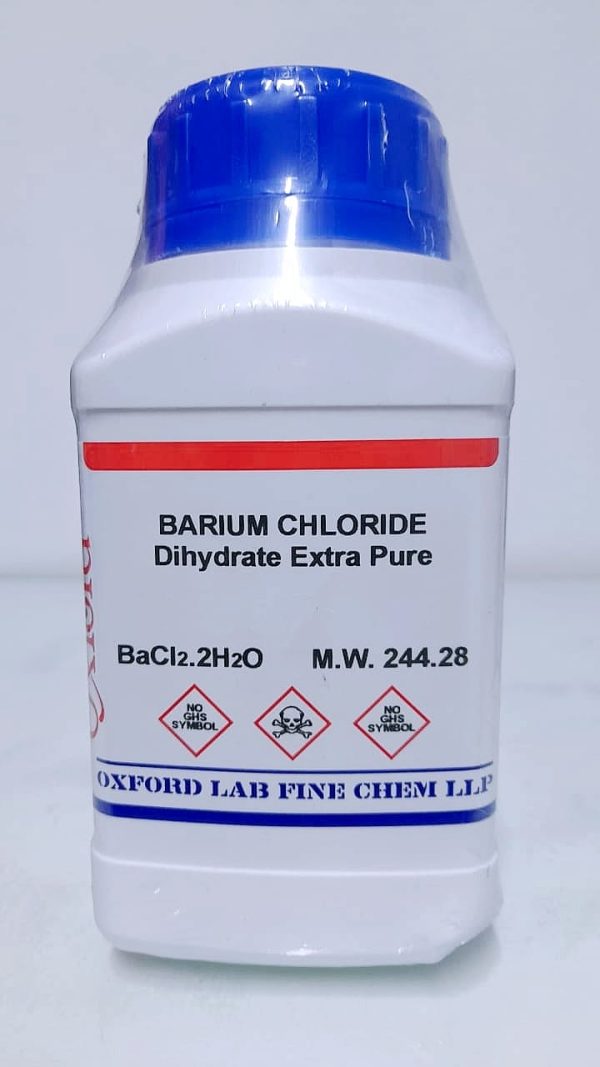 BARIUM CHLORIDE
Dihydrate Extra Pure
BaCl2.2H2O M.W. 244.28
NO
GHS
SYMBOL
NO
GHS
SYMBOL
OXFORD LAB FINE CHEM LLP